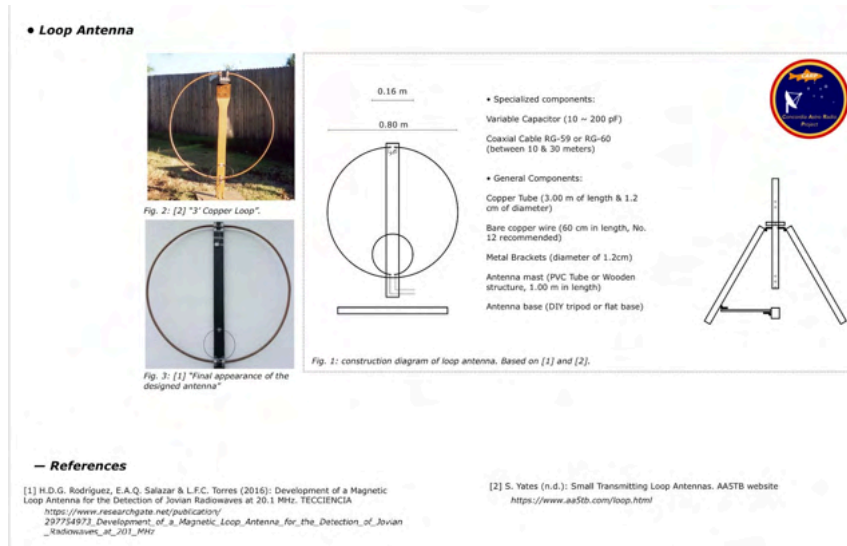 • Loop Antenna
Fig. 2: [2] "3' Copper Loop".
Fig. 3: [1] "Final appearance of the
designed antenna"
0.16 m
0.80 m
• Specialized components:
Variable Capacitor (10 ~ 200 pF)
Coaxial Cable RG-59 or RG-60
(between 10 & 30 meters)
• General Components:
Copper Tube (3.00 m of length & 1.2
cm of diameter)
Bare copper wire (60 cm in length, No.
12 recommended)
Metal Brackets (diameter of 1.2cm)
Antenna mast (PVC Tube or Wooden
structure, 1.00 m in length)
Antenna base (DIY tripod or flat base)
Fig. 1: construction diagram of loop antenna. Based on [1] and [2].
Concordia Astro Radio
Project
— References
[1] H.D.G. Rodríguez, E.A.Q. Salazar & L.F.C. Torres (2016): Development of a Magnetic
Loop Antenna for the Detection of Jovian Radiowaves at 20.1 MHz. TECCIENCIA
https://www.researchgate.net/publication/
297754973_Development_of_a_Magnetic_Loop_Antenna_for_the_Detection_of_Jovian
_Radiowaves_at_201_MHz
[2] S. Yates (n.d.): Small Transmitting Loop Antennas. AA5TB website
https://www.aa5tb.com/loop.html